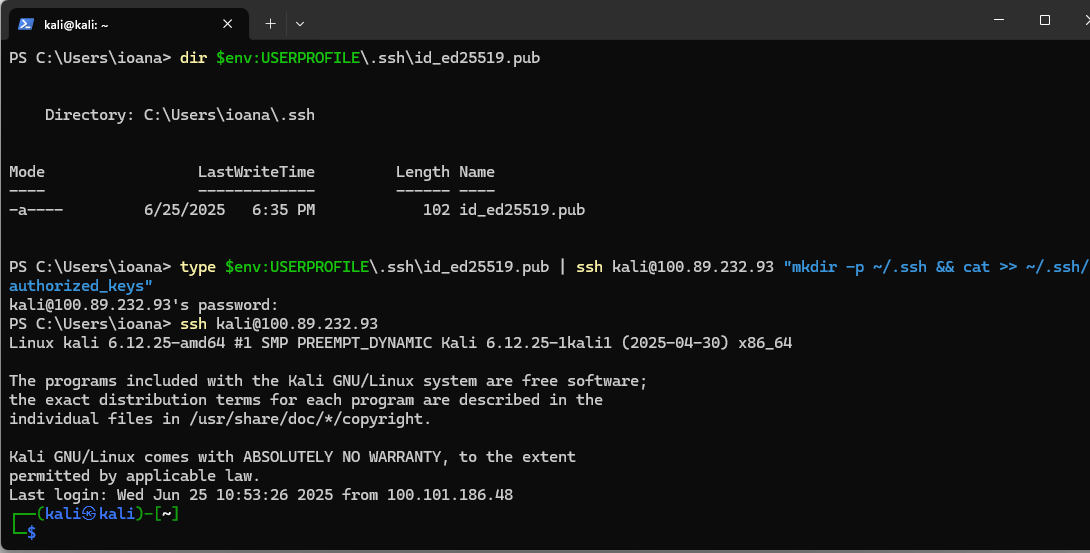 kali@kali: ~
PS C:\Users\ioana> dir $env:USERPROFILE\.ssh\id_ed25519.pub
Directory: C:\Users\ioana\.ssh
Mode                 LastWriteTime         Length Name
----                 -------------         ------ ----
-a----         6/25/2025   6:35 PM            102 id_ed25519.pub
PS C:\Users\ioana> type $env:USERPROFILE\.ssh\id_ed25519.pub | ssh kali@100.89.232.93 "mkdir -p ~/.ssh && cat >> ~/.ssh/
authorized_keys"
kali@100.89.232.93's password:
PS C:\Users\ioana> ssh kali@100.89.232.93
Linux kali 6.12.25-amd64 #1 SMP PREEMPT_DYNAMIC Kali 6.12.25-1kali1 (2025-04-30) x86_64
The programs included with the Kali GNU/Linux system are free software;
the exact distribution terms for each program are described in the
individual files in /usr/share/doc/*/copyright.
Kali GNU/Linux comes with ABSOLUTELY NO WARRANTY, to the extent
permitted by applicable law.
Last login: Wed Jun 25 10:53:26 2025 from 100.101.186.48
┌──(kali㉿kali)-[~]
└─$